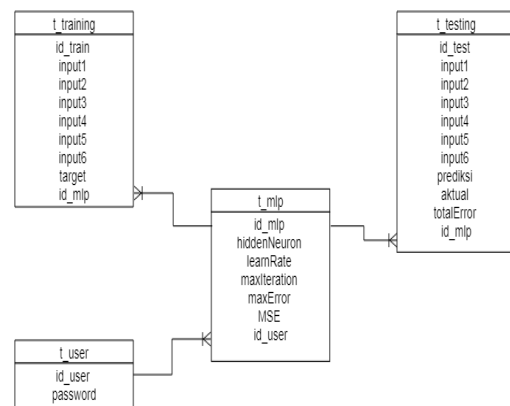 t_training
id_train
input1
input2
input3
input4
input5
input6
target
id_mlp
t_testing
id_test
input1
input2
input3
input4
input5
input6
prediksi
aktual
totalError
id_mlp
t_mlp
id_mlp
hiddenNeuron
learnRate
maxIteration
maxError
MSE
id_user
t_user
id_user
password